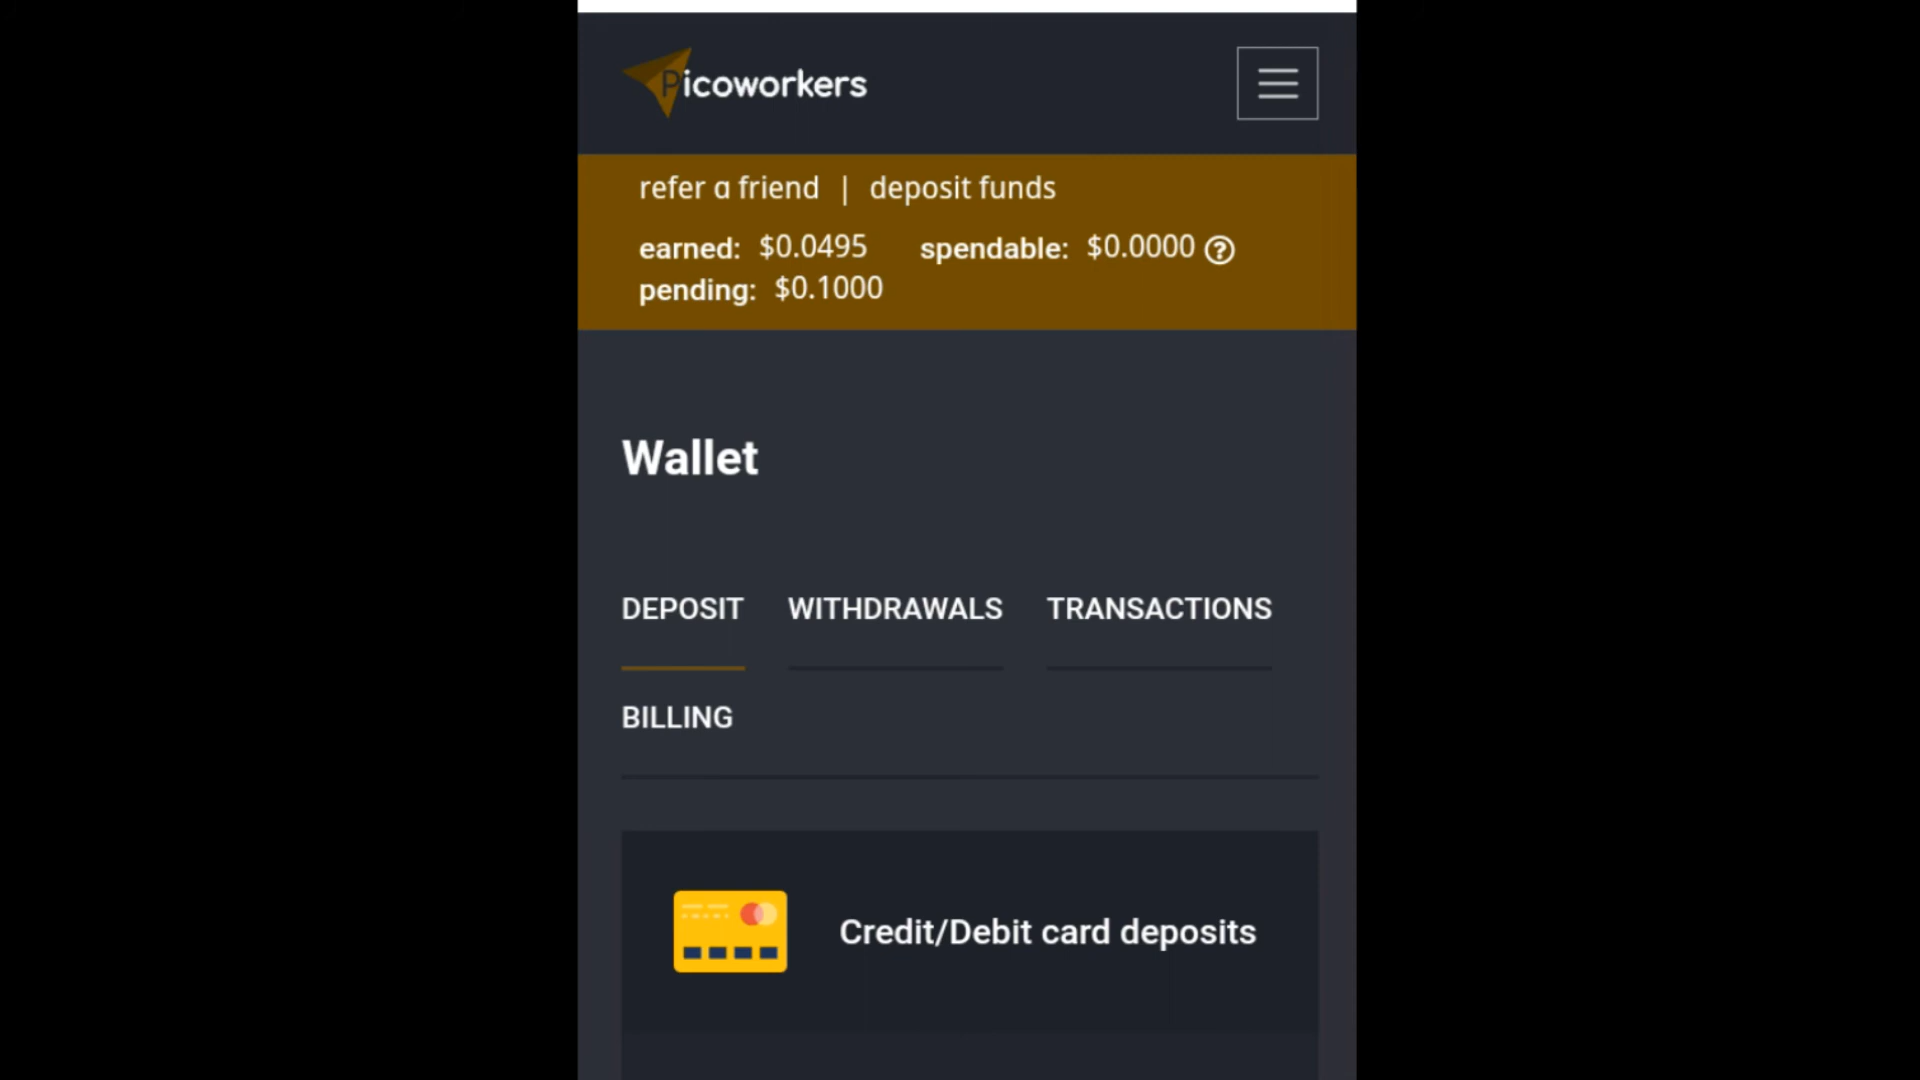 Picoworkers
refer a friend | deposit funds
earned: $0.0495 spendable: $0.0000
pending: $0.1000
Wallet
DEPOSIT WITHDRAWALS TRANSACTIONS
BILLING
Credit/Debit card deposits